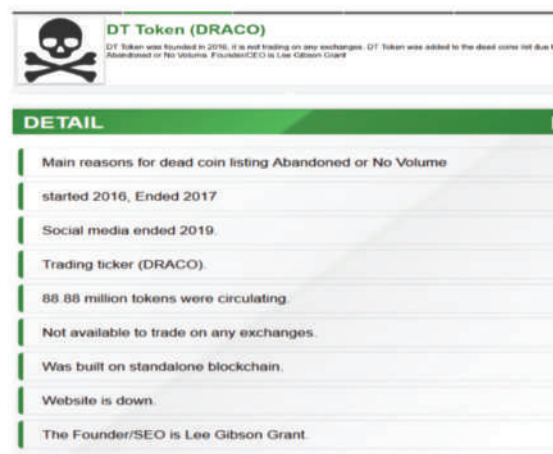 DT Token (DRACO)
DT Token was founded in 2016, it is not trading on any exchanges. DT Token was added to the dead coins list due
Abandoned or No Volume. Founder/CEO is Lee Gibson Grant
DETAIL
Main reasons for dead coin listing Abandoned or No Volume
started 2016, Ended 2017
Social media ended 2019.
Trading ticker (DRACO).
88.88 million tokens were circulating.
Not available to trade on any exchanges.
Was built on standalone blockchain.
Website is down.
The Founder/SEO is Lee Gibson Grant.